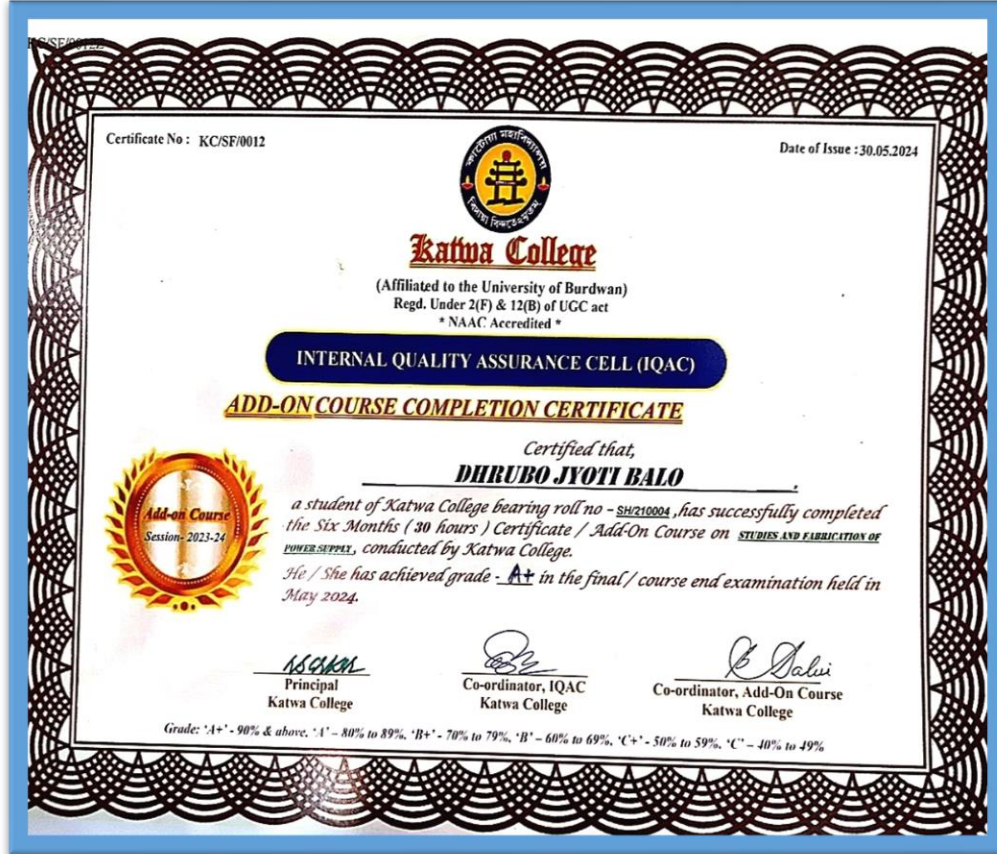 Certificate No : KC/SF/0012
Date of Issue : 30.05.2024
কাটোয়া মহাবিদ্যালয়
বিদ্যয়া বিন্দতেঽমৃতম্
Katwa College
(Affiliated to the University of Burdwan)
Regd. Under 2(F) & 12(B) of UGC act
* NAAC Accredited *
INTERNAL QUALITY ASSURANCE CELL (IQAC)
ADD-ON COURSE COMPLETION CERTIFICATE
Certified that,
DHRUBO JYOTI BALO
Add-on Course
Session- 2023-24
a student of Katwa College bearing roll no - SH/210004 ,has successfully completed
the Six Months ( 30 hours ) Certificate / Add-On Course on STUDIES AND FABRICATION OF
POWER SUPPLY, conducted by Katwa College.
He / She has achieved grade - A+ in the final / course end examination held in
May 2024.
Principal
Katwa College
Co-ordinator, IQAC
Katwa College
Co-ordinator, Add-On Course
Katwa College
Grade: 'A+' - 90% & above, 'A' – 80% to 89%, 'B+' - 70% to 79%, 'B' – 60% to 69%, 'C+' - 50% to 59%, 'C' – 40% to 49%